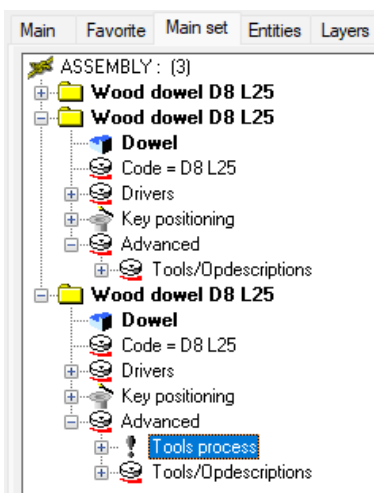 Main Favorite Main set Entities Layers
ASSEMBLY : (3)
Wood dowel D8 L25
Wood dowel D8 L25
Dowel
Code = D8 L25
Drivers
Key positioning
Advanced
Tools/Opdescriptions
Wood dowel D8 L25
Dowel
Code = D8 L25
Drivers
Key positioning
Advanced
Tools process
Tools/Opdescriptions